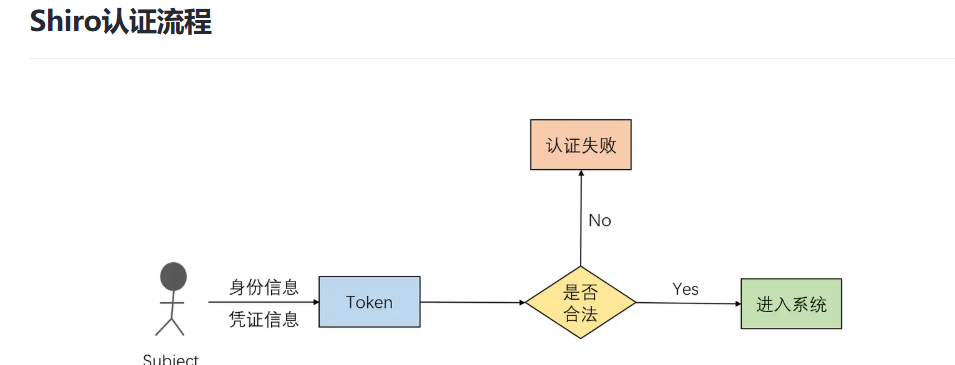 Shiro认证流程
认证失败
No
身份信息
凭证信息
Token
是否
合法
Yes
进入系统
Subject